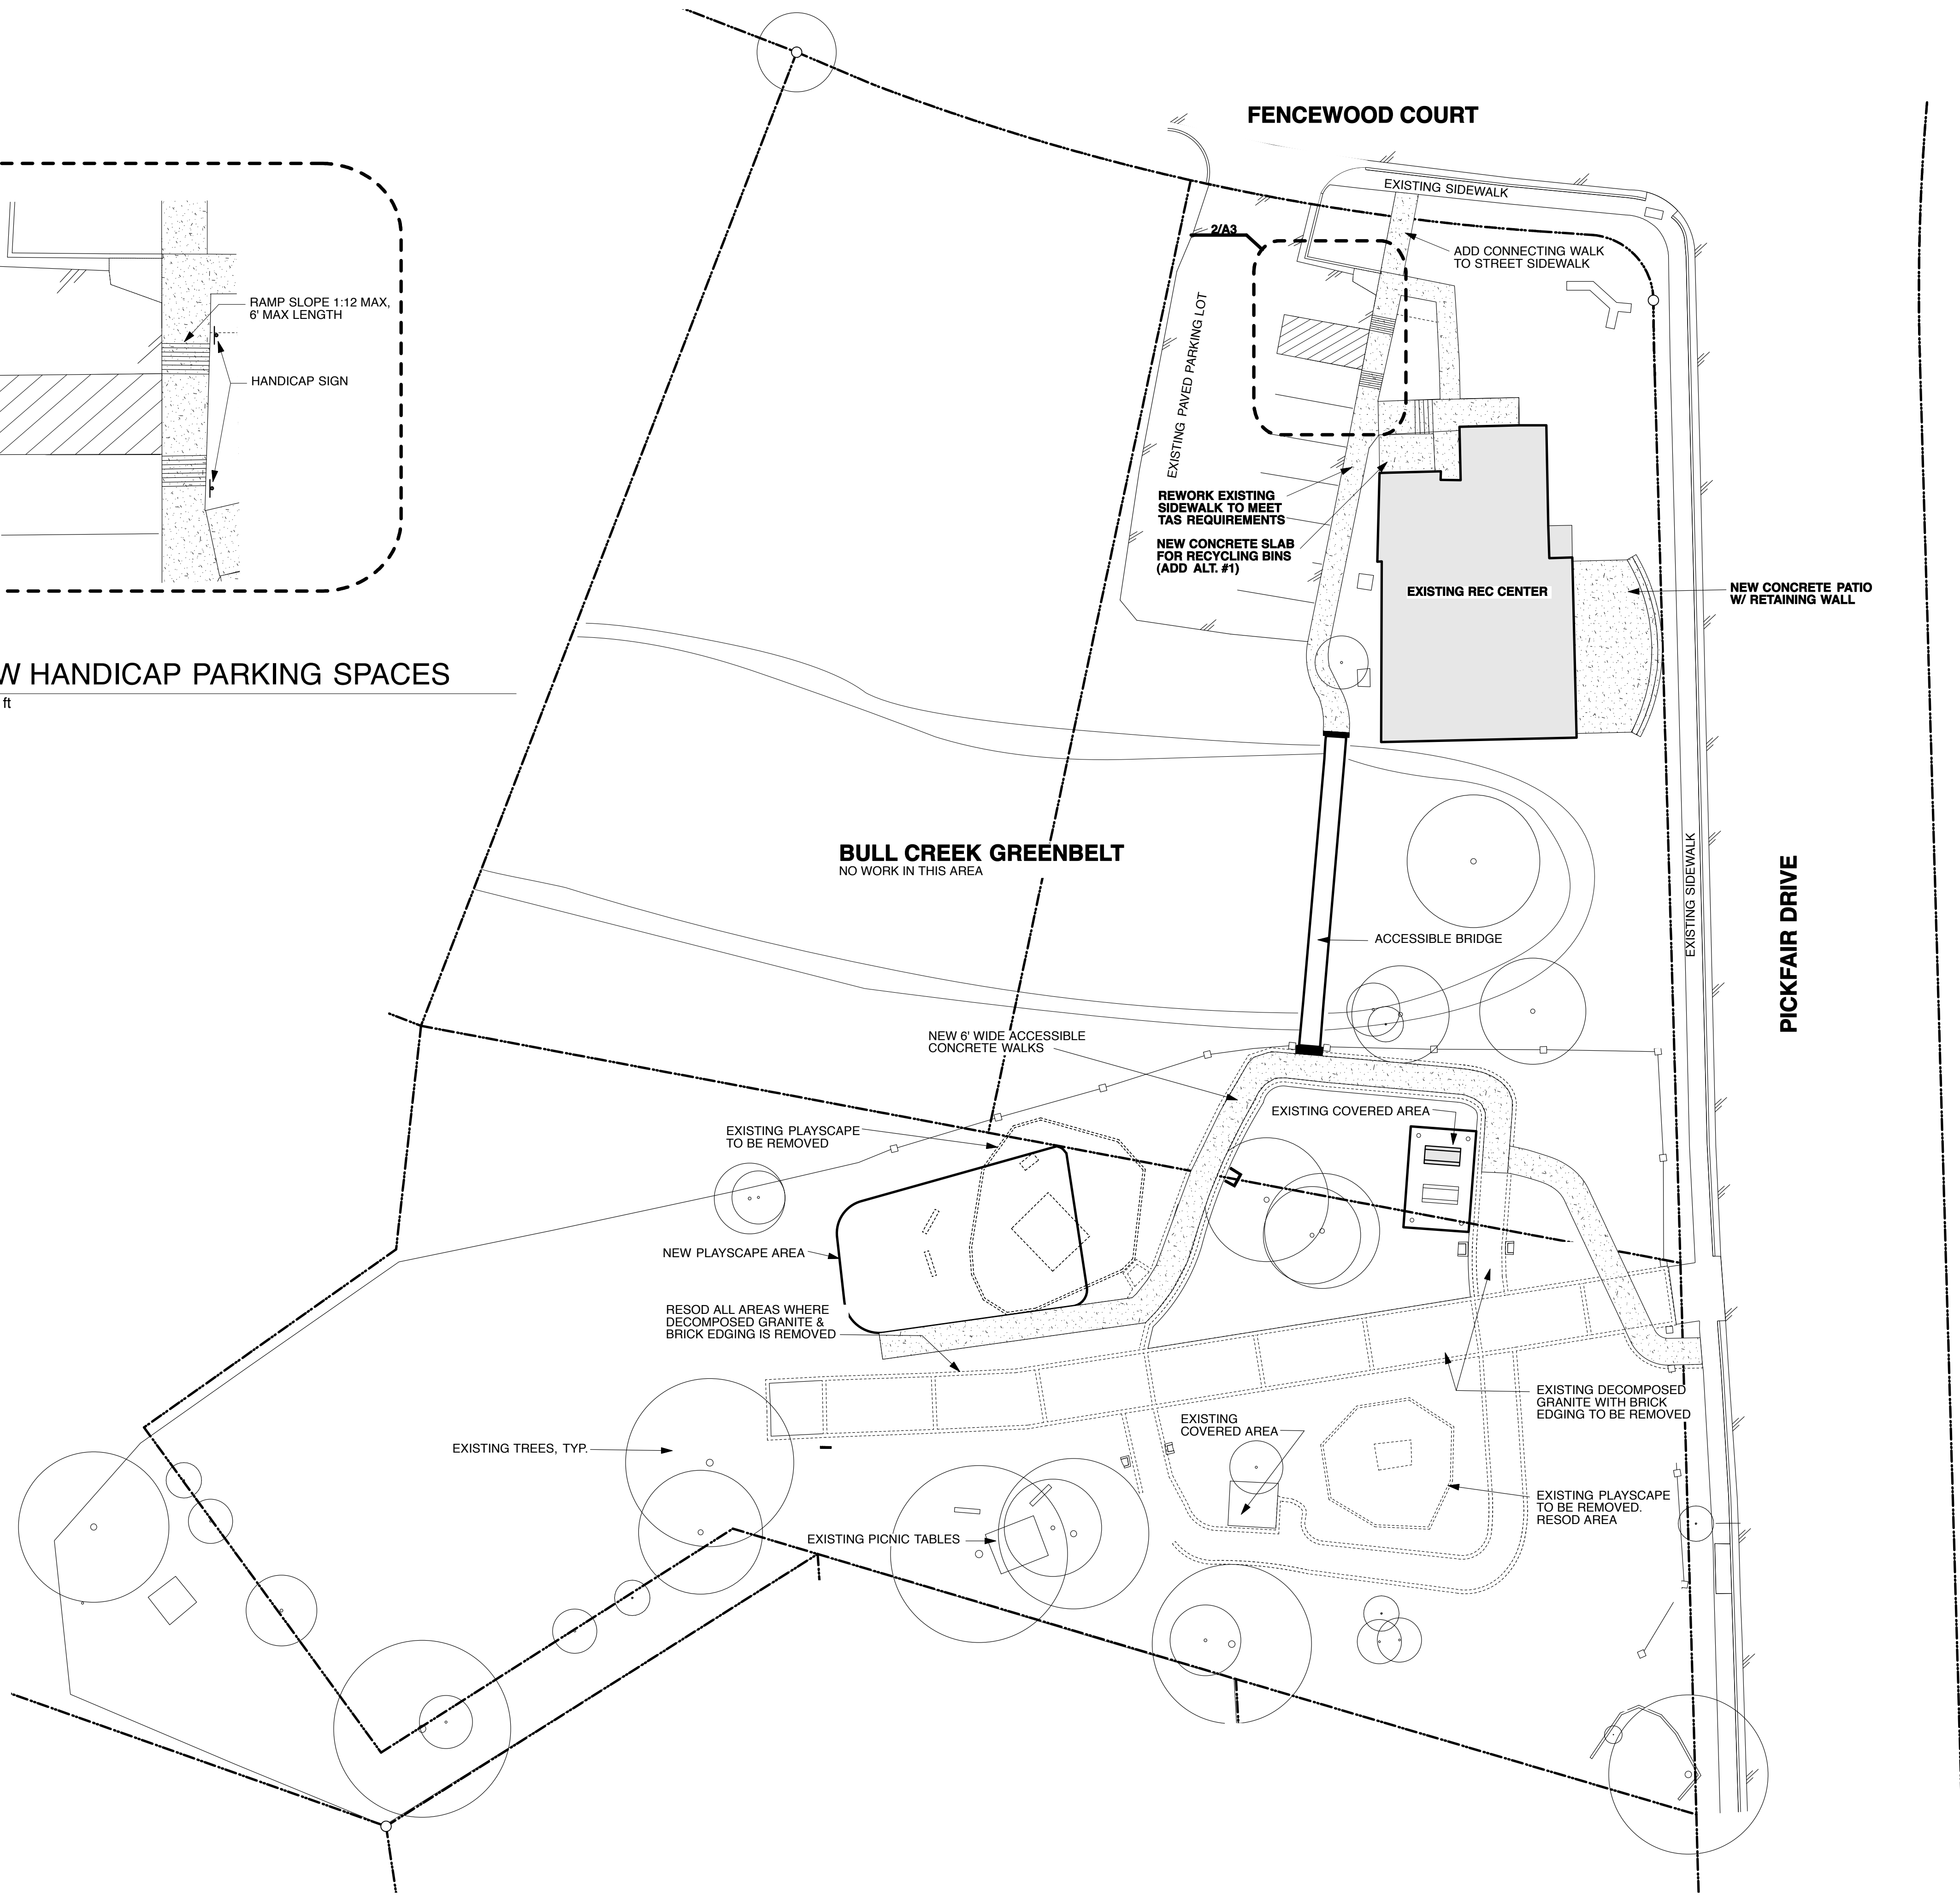 FENCEWOOD COURT
EXISTING SIDEWALK
2/A3
ADD CONNECTING WALK
TO STREET SIDEWALK
RAMP SLOPE 1:12 MAX,
6' MAX LENGTH
HANDICAP SIGN
EXISTING PAVED PARKING LOT
REWORK EXISTING
SIDEWALK TO MEET
TAS REQUIREMENTS
NEW CONCRETE SLAB
FOR RECYCLING BINS
(ADD ALT. #1)
EXISTING REC CENTER
NEW CONCRETE PATIO
W/ RETAINING WALL
W HANDICAP PARKING SPACES
ft
BULL CREEK GREENBELT
NO WORK IN THIS AREA
EXISTING SIDEWALK
PICKFAIR DRIVE
ACCESSIBLE BRIDGE
NEW 6' WIDE ACCESSIBLE
CONCRETE WALKS
EXISTING COVERED AREA
EXISTING PLAYSCAPE
TO BE REMOVED
NEW PLAYSCAPE AREA
RESOD ALL AREAS WHERE
DECOMPOSED GRANITE &
BRICK EDGING IS REMOVED
EXISTING DECOMPOSED
GRANITE WITH BRICK
EDGING TO BE REMOVED
EXISTING
COVERED AREA
EXISTING TREES, TYP.
EXISTING PLAYSCAPE
TO BE REMOVED.
RESOD AREA
EXISTING PICNIC TABLES